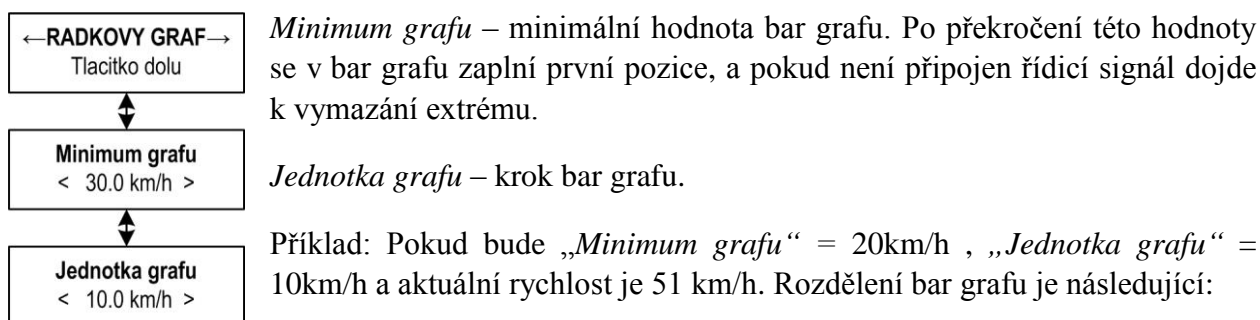 ←RADKOVY GRAF→
Tlacitko dolu
Minimum grafu
< 30.0 km/h >
Jednotka grafu
< 10.0 km/h >
Minimum grafu – minimální hodnota bar grafu. Po překročení této hodnoty
se v bar grafu zaplní první pozice, a pokud není připojen řídicí signál dojde
k vymazání extrému.
Jednotka grafu – krok bar grafu.
Příklad: Pokud bude „Minimum grafu“ = 20km/h , „Jednotka grafu“ =
10km/h a aktuální rychlost je 51 km/h. Rozdělení bar grafu je následující: